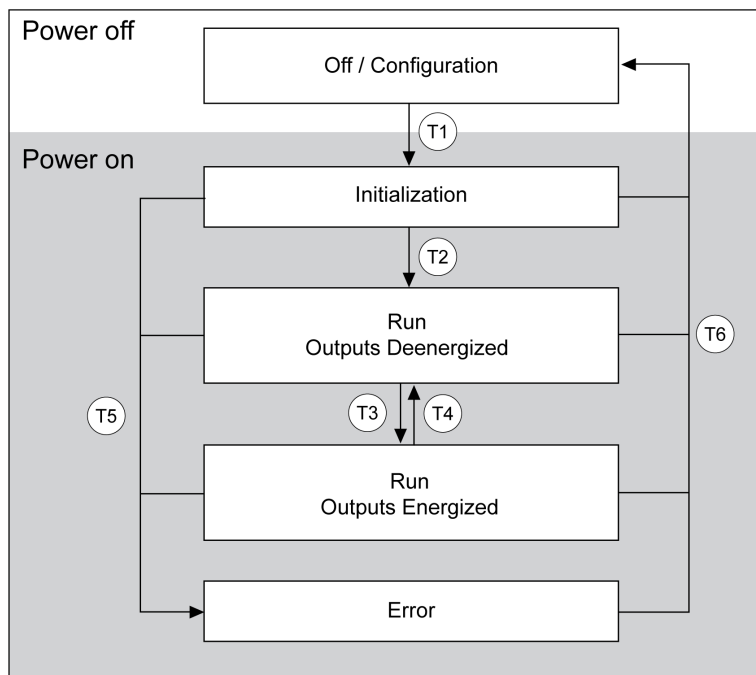 Power off
Off / Configuration
T1
Power on
Initialization
T2
Run
Outputs Deenergized
T6
T5
T3
T4
Run
Outputs Energized
Error